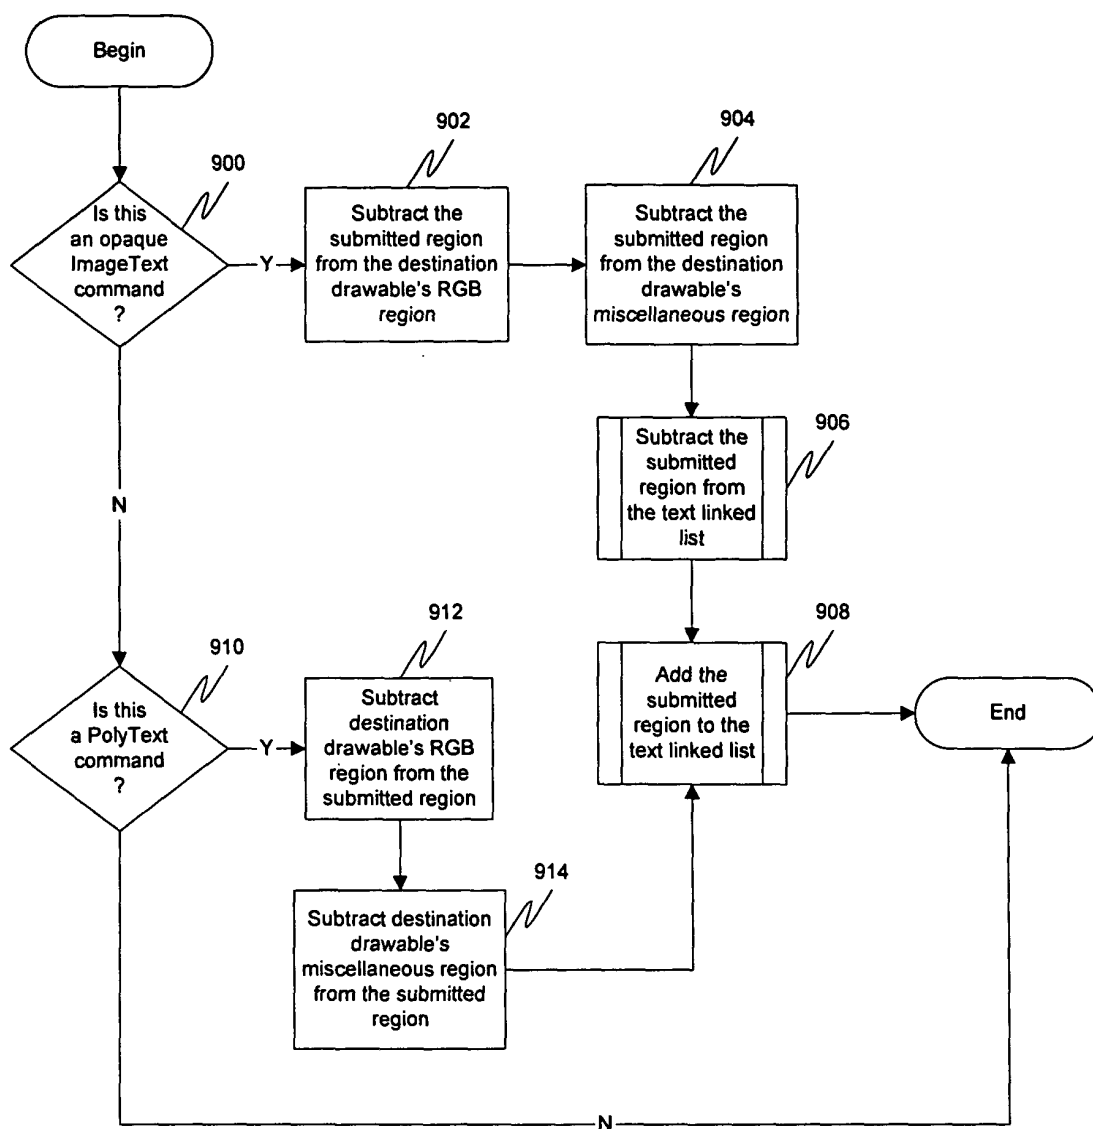 Begin
900
Is this
an opaque
ImageText
command
?
Y
902
Subtract the
submitted region
from the destination
drawable's RGB
region
904
Subtract the
submitted region
from the destination
drawable's
miscellaneous region
906
Subtract the
submitted
region from
the text linked
list
N
908
Add the
submitted
region to the
text linked list
End
910
Is this
a PolyText
command
?
Y
912
Subtract
destination
drawable's RGB
region from the
submitted region
914
Subtract destination
drawable's
miscellaneous region
from the submitted
region
N